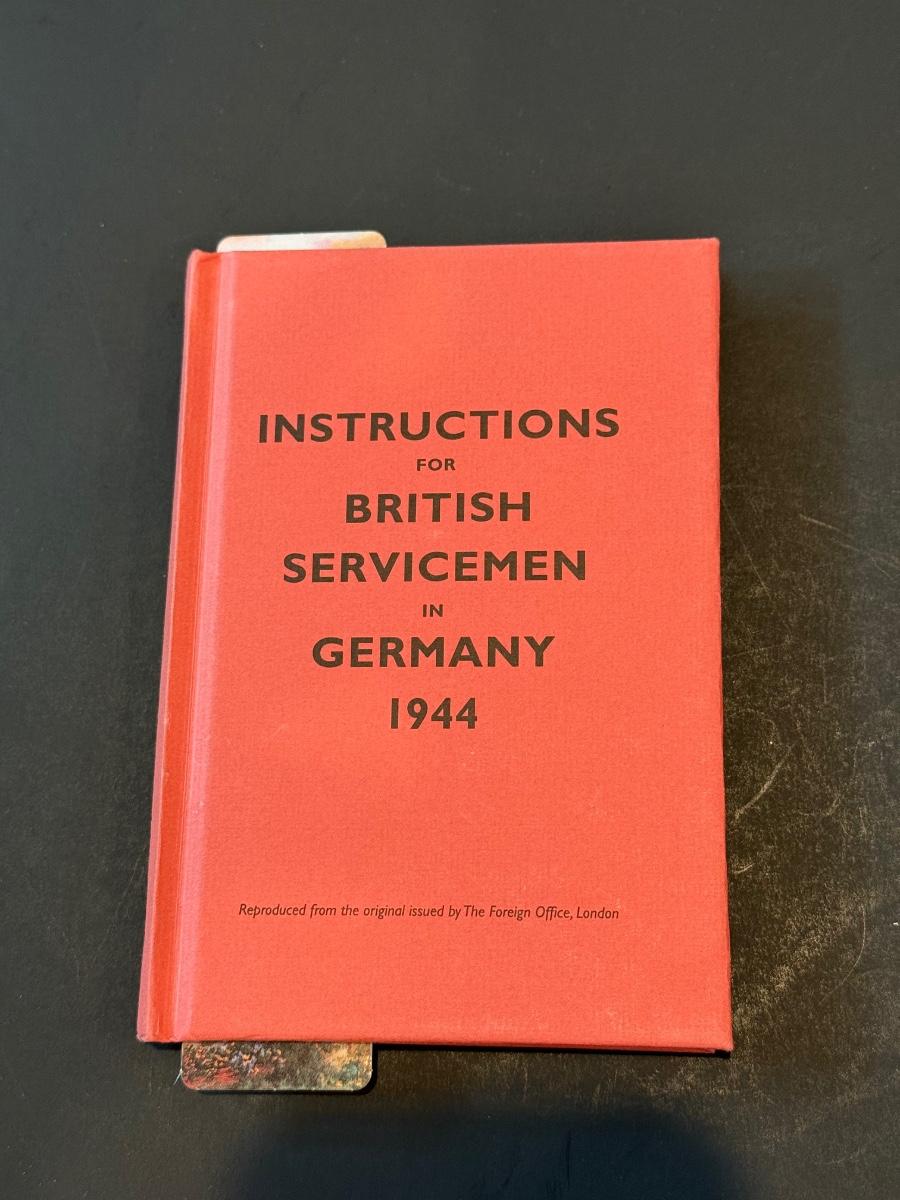 INSTRUCTIONS
FOR
BRITISH
SERVICEMEN
IN
GERMANY
1944
Reproduced from the original issued by The Foreign Office, London